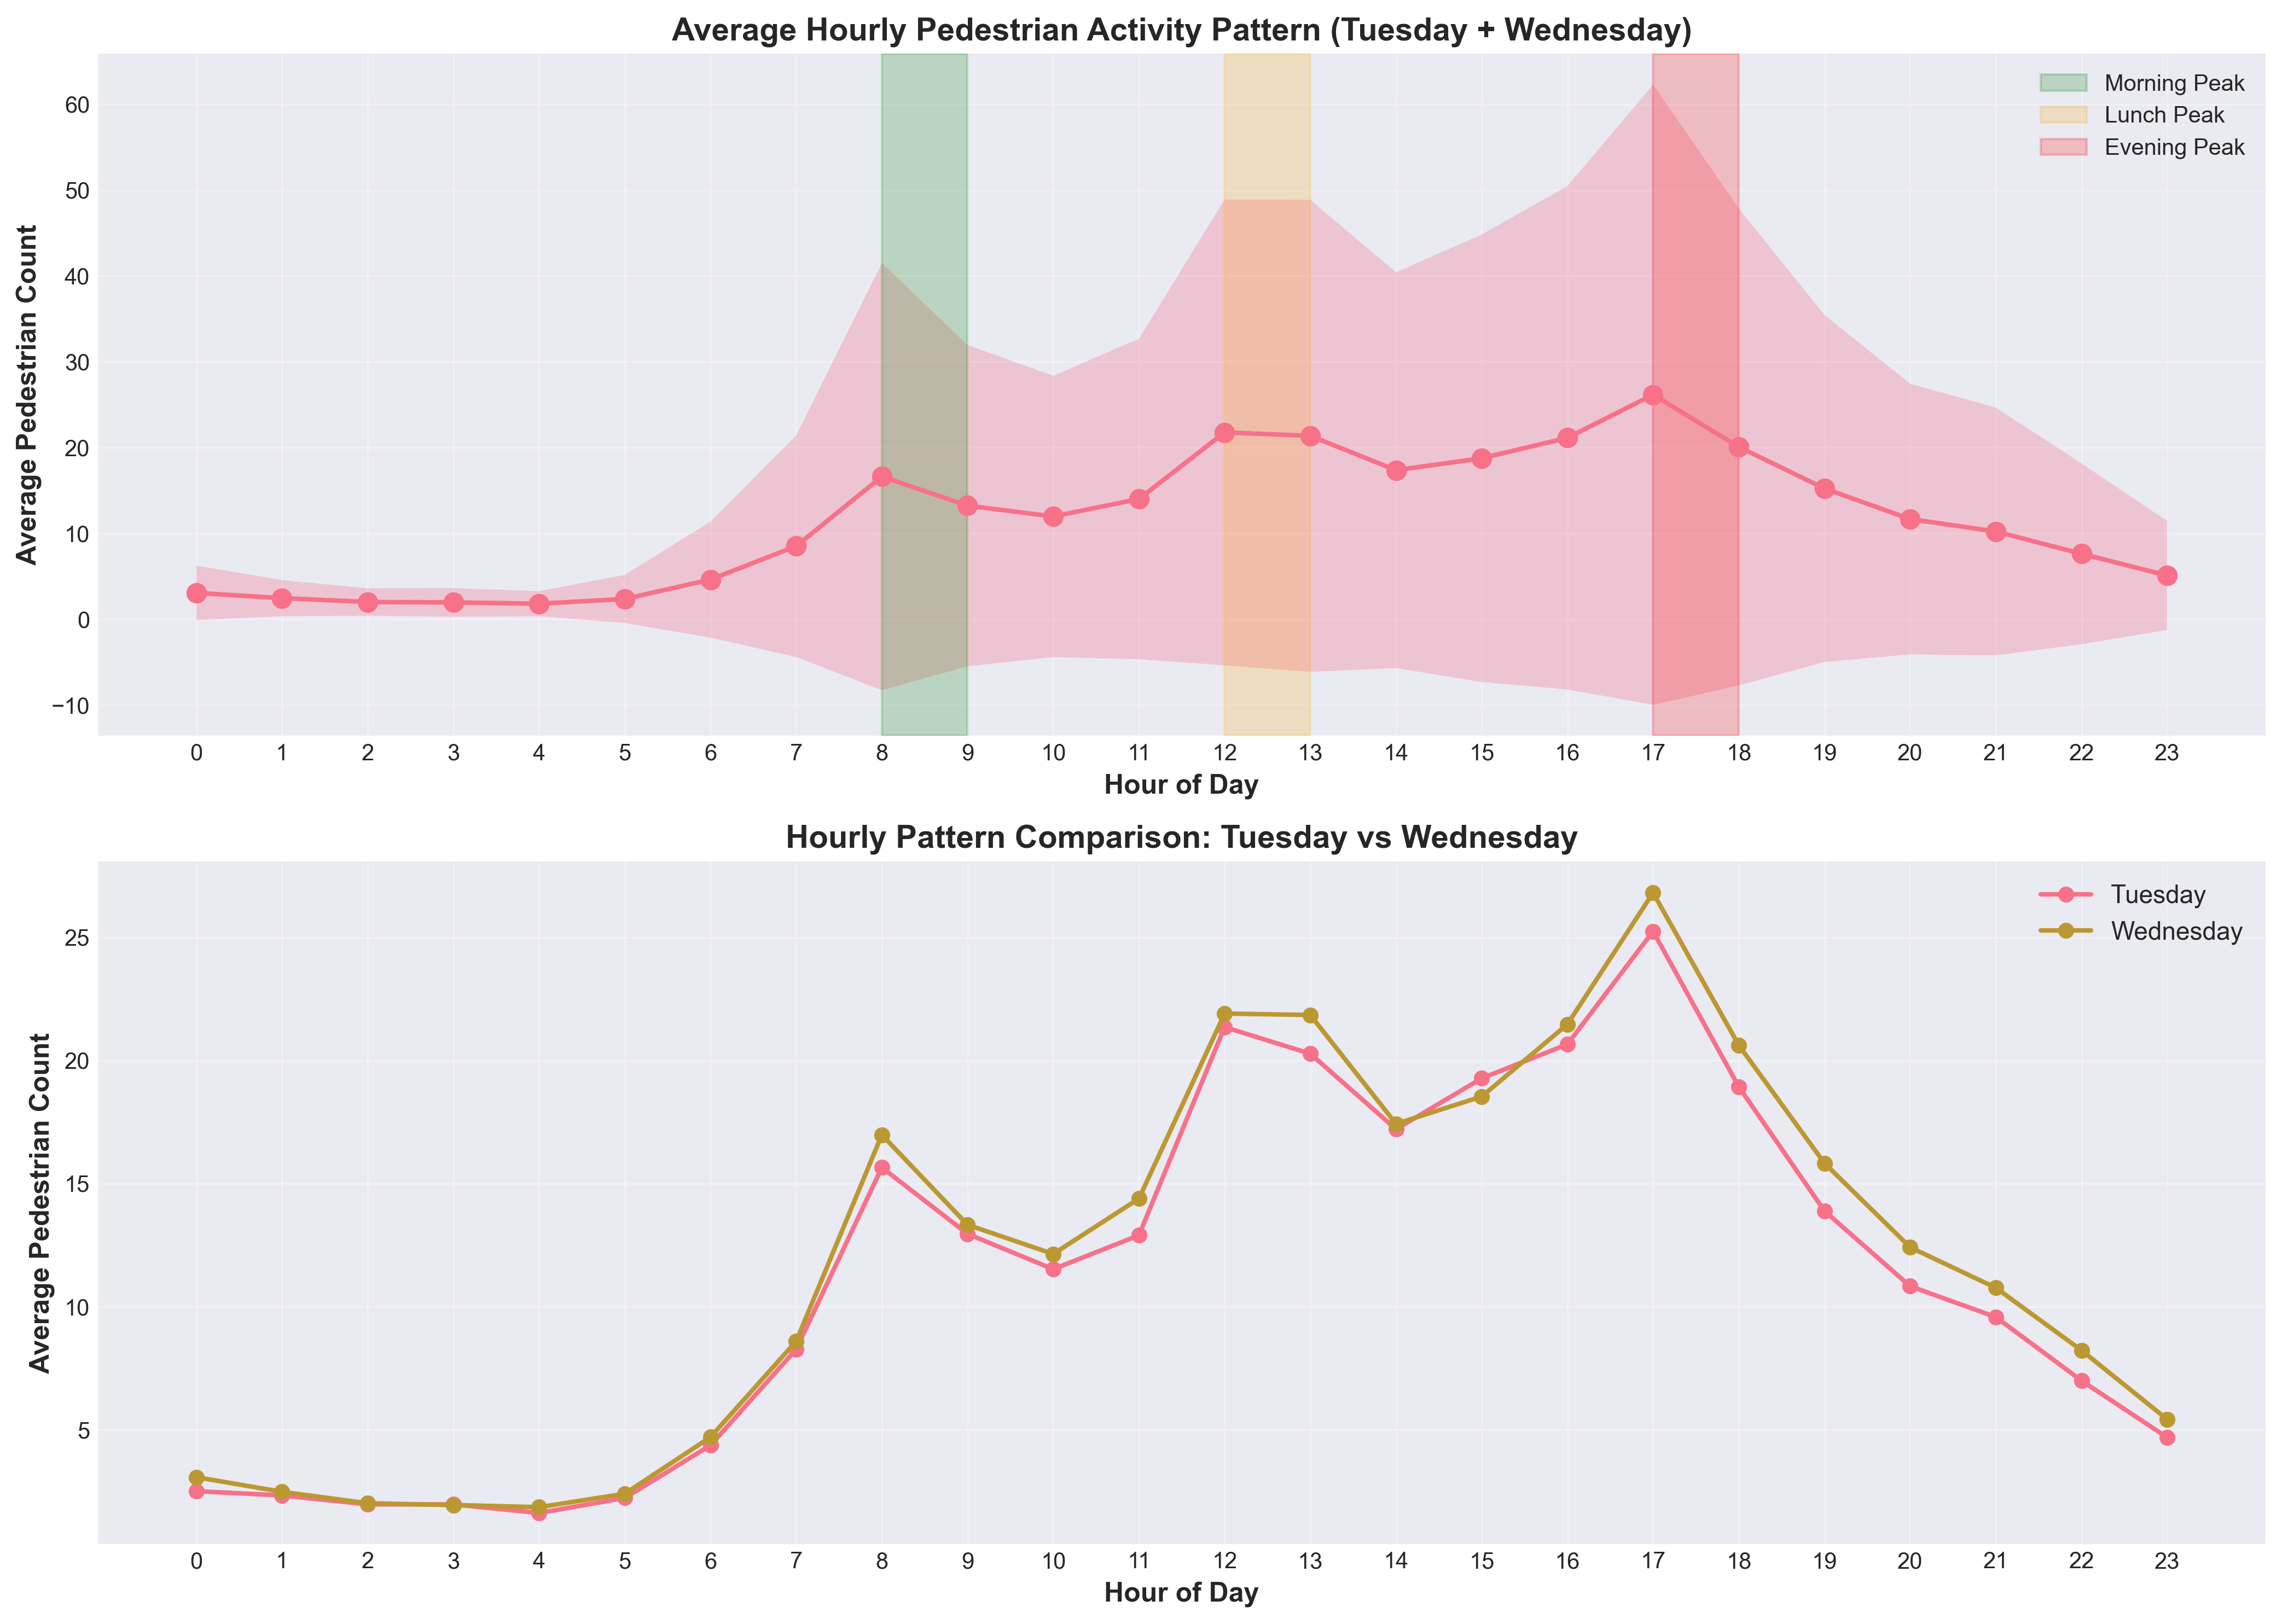 Average Hourly Pedestrian Activity Pattern (Tuesday + Wednesday)
Morning Peak
Lunch Peak
Evening Peak
Average Pedestrian Count
60
50
40
30
20
10
0
−10
0 1 2 3 4 5 6 7 8 9 10 11 12 13 14 15 16 17 18 19 20 21 22 23
Hour of Day
Hourly Pattern Comparison: Tuesday vs Wednesday
Tuesday
Wednesday
Average Pedestrian Count
25
20
15
10
5
0 1 2 3 4 5 6 7 8 9 10 11 12 13 14 15 16 17 18 19 20 21 22 23
Hour of Day